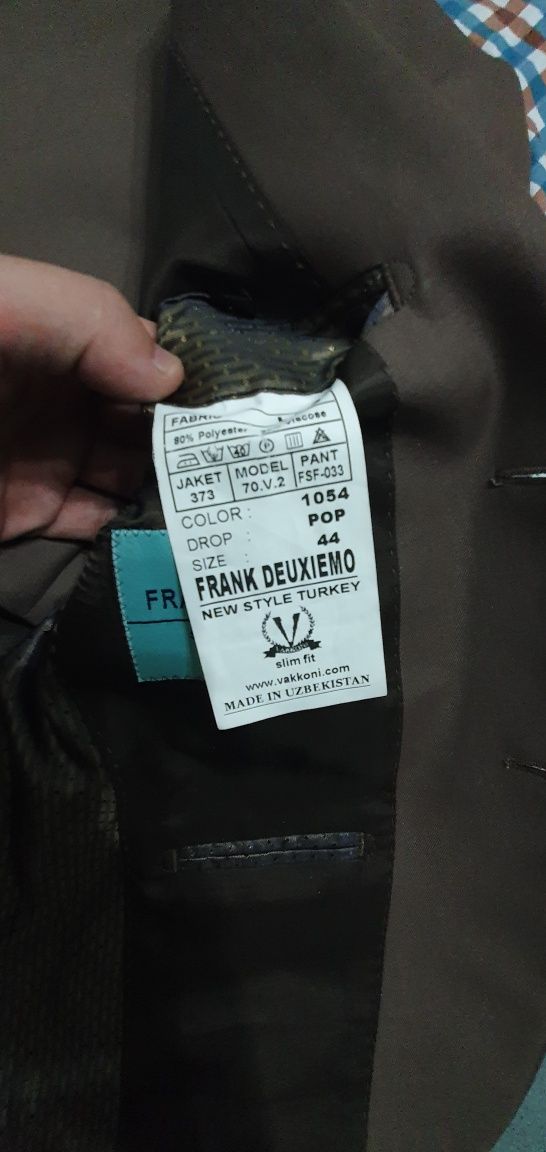 FABRIC
80% Polyester
JAKET
373
MODEL
70.V.2
PANT
FSF-033
COLOR : 1054
DROP : POP
SIZE : 44
FRANK DEUXIEMO
NEW STYLE TURKEY
VAKKONI
slim fit
www.vakkoni.com
MADE IN UZBEKISTAN
FRA